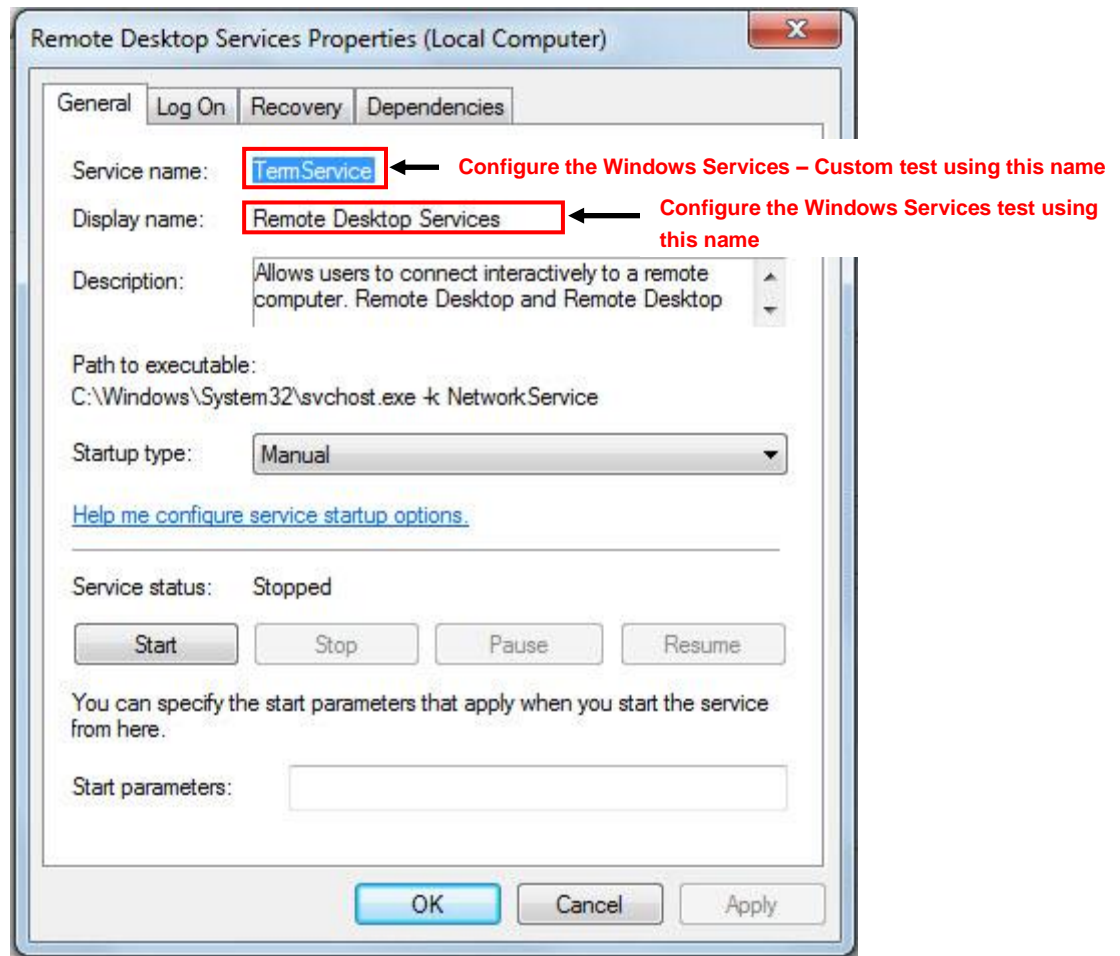 Remote Desktop Services Properties (Local Computer)
General Log On Recovery Dependencies
Service name: TermService Configure the Windows Services – Custom test using this name
Display name: Remote Desktop Services Configure the Windows Services test using
this name
Description: Allows users to connect interactively to a remote
computer. Remote Desktop and Remote Desktop
Path to executable:
C:\Windows\System32\svchost.exe -k NetworkService
Startup type: Manual
Help me configure service startup options.
Service status: Stopped
Start Stop Pause Resume
You can specify the start parameters that apply when you start the service
from here.
Start parameters:
OK Cancel Apply